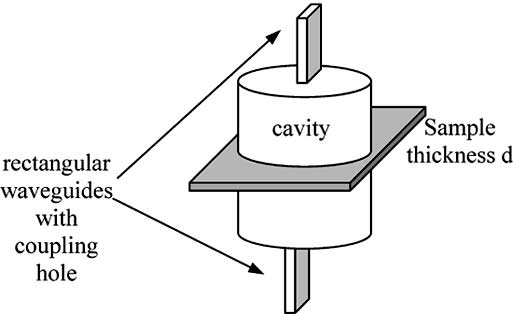 cavity
Sample
thickness d
rectangular
waveguides
with
coupling
hole